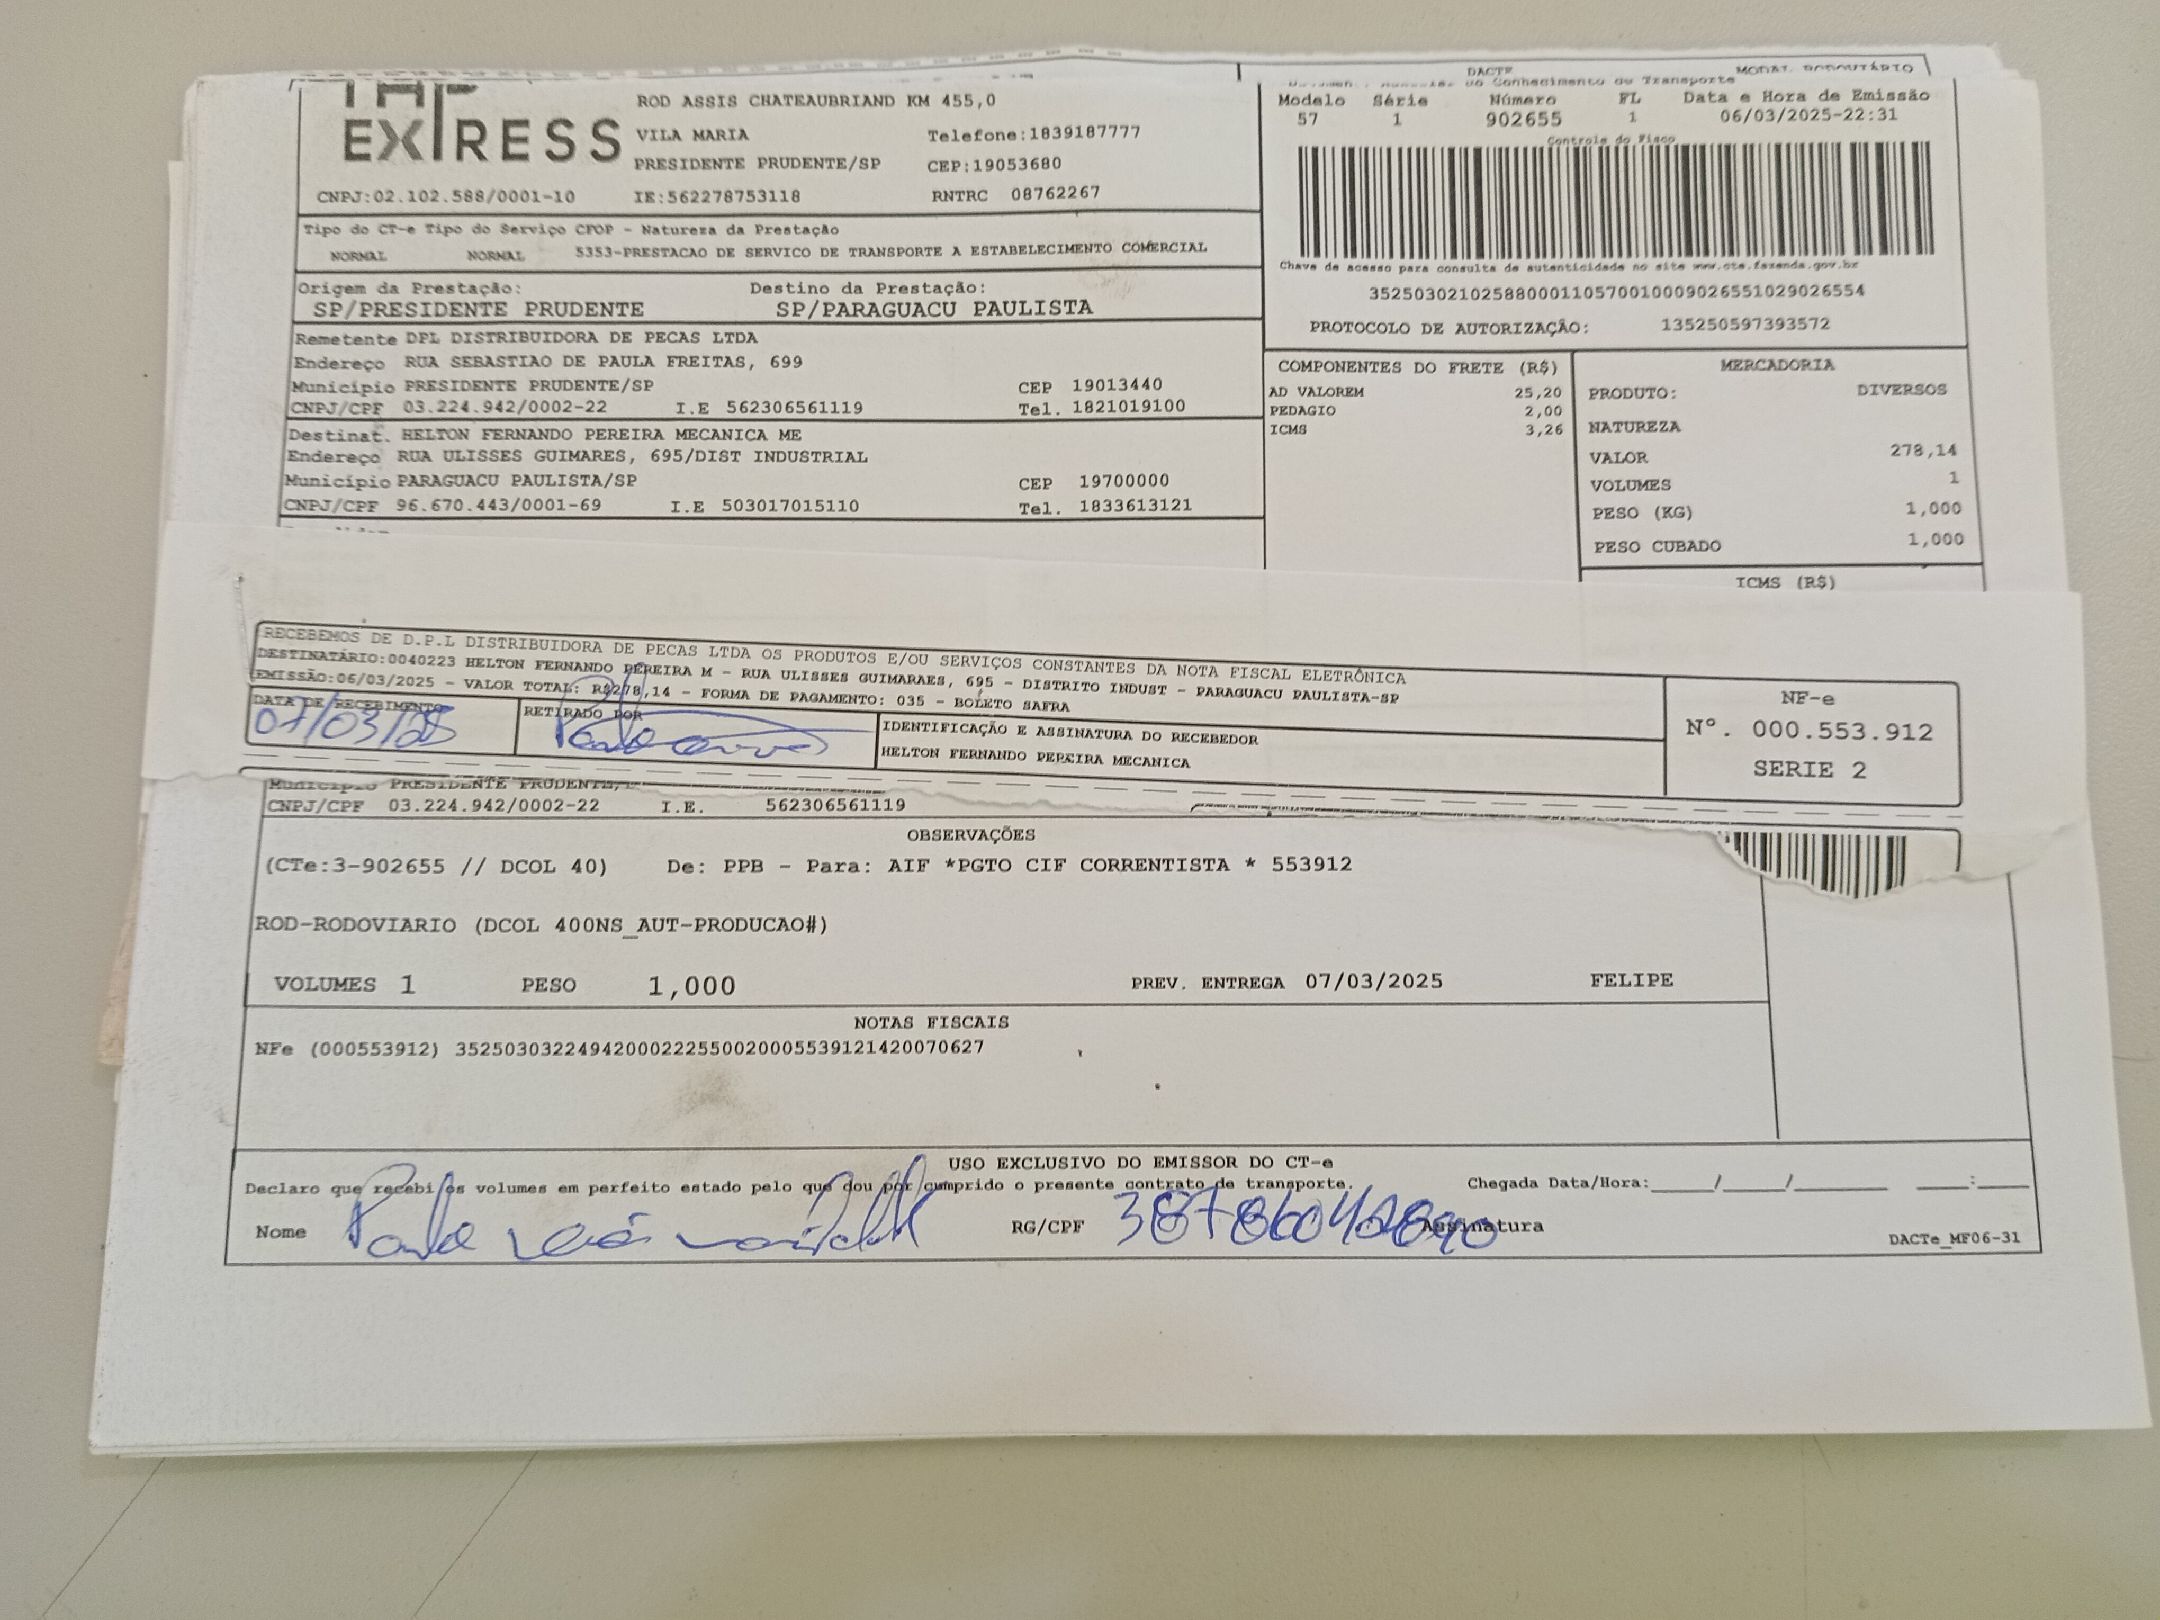 EXPRESS
ROD ASSIS CHATEAUBRIAND KM 455,0
VILA MARIA Telefone:1839187777
PRESIDENTE PRUDENTE/SP CEP:19053680
CNPJ:02.102.588/0001-10 IE:562278753118 RNTRC 08762267
DACTE MODAL RODOVIÁRIO
do Conhecimento de Transporte
Modelo Série Número FL Data e Hora de Emissão
57 1 902655 1 06/03/2025-22:31
Controle do Fisco
Chave de acesso para consulta de autenticidade no site www.cte.fazenda.gov.br
35250302102588000110570010009026551029026554
PROTOCOLO DE AUTORIZAÇÃO: 135250597393572
Tipo do CT-e Tipo do Serviço CFOP - Natureza da Prestação
NORMAL NORMAL 5353-PRESTACAO DE SERVICO DE TRANSPORTE A ESTABELECIMENTO COMERCIAL
Origem da Prestação: Destino da Prestação:
SP/PRESIDENTE PRUDENTE SP/PARAGUACU PAULISTA
Remetente DPL DISTRIBUIDORA DE PECAS LTDA
Endereço RUA SEBASTIAO DE PAULA FREITAS, 699
Município PRESIDENTE PRUDENTE/SP CEP 19013440
CNPJ/CPF 03.224.942/0002-22 I.E 562306561119 Tel. 1821019100
Destinat. HELTON FERNANDO PEREIRA MECANICA ME
Endereço RUA ULISSES GUIMARES, 695/DIST INDUSTRIAL
Município PARAGUACU PAULISTA/SP CEP 19700000
CNPJ/CPF 96.670.443/0001-69 I.E 503017015110 Tel. 1833613121
COMPONENTES DO FRETE (R$)
AD VALOREM 25,20
PEDAGIO 2,00
ICMS 3,26
MERCADORIA
PRODUTO: DIVERSOS
NATUREZA
VALOR 278,14
VOLUMES 1
PESO (KG) 1,000
PESO CUBADO 1,000
ICMS (R$)
RECEBEMOS DE D.P.L DISTRIBUIDORA DE PECAS LTDA OS PRODUTOS E/OU SERVIÇOS CONSTANTES DA NOTA FISCAL ELETRÔNICA
DESTINATÁRIO:0040223 HELTON FERNANDO PEREIRA M - RUA ULISSES GUIMARAES, 695 - DISTRITO INDUST - PARAGUACU PAULISTA-SP
EMISSÃO:06/03/2025 - VALOR TOTAL: R$278,14 - FORMA DE PAGAMENTO: 035 - BOLETO SAFRA
DATA DE RECEBIMENTO RETIRADO POR IDENTIFICAÇÃO E ASSINATURA DO RECEBEDOR
07/03/25 HELTON FERNANDO PEREIRA MECANICA
NF-e
Nº. 000.553.912
SERIE 2
Município PRESIDENTE PRUDENTE
CNPJ/CPF 03.224.942/0002-22 I.E. 562306561119
OBSERVAÇÕES
(CTe:3-902655 // DCOL 40) De: PPB - Para: AIF *PGTO CIF CORRENTISTA * 553912
ROD-RODOVIARIO (DCOL 400NS_AUT-PRODUCAO#)
VOLUMES 1 PESO 1,000 PREV. ENTREGA 07/03/2025 FELIPE
NOTAS FISCAIS
NFe (000553912) 35250303224942000222550020005539121420070627
USO EXCLUSIVO DO EMISSOR DO CT-e
Declaro que recebi os volumes em perfeito estado pelo que dou por cumprido o presente contrato de transporte. Chegada Data/Hora:_____/_____/_______ ____:____
Nome RG/CPF Assinatura
DACTe_MF06-31